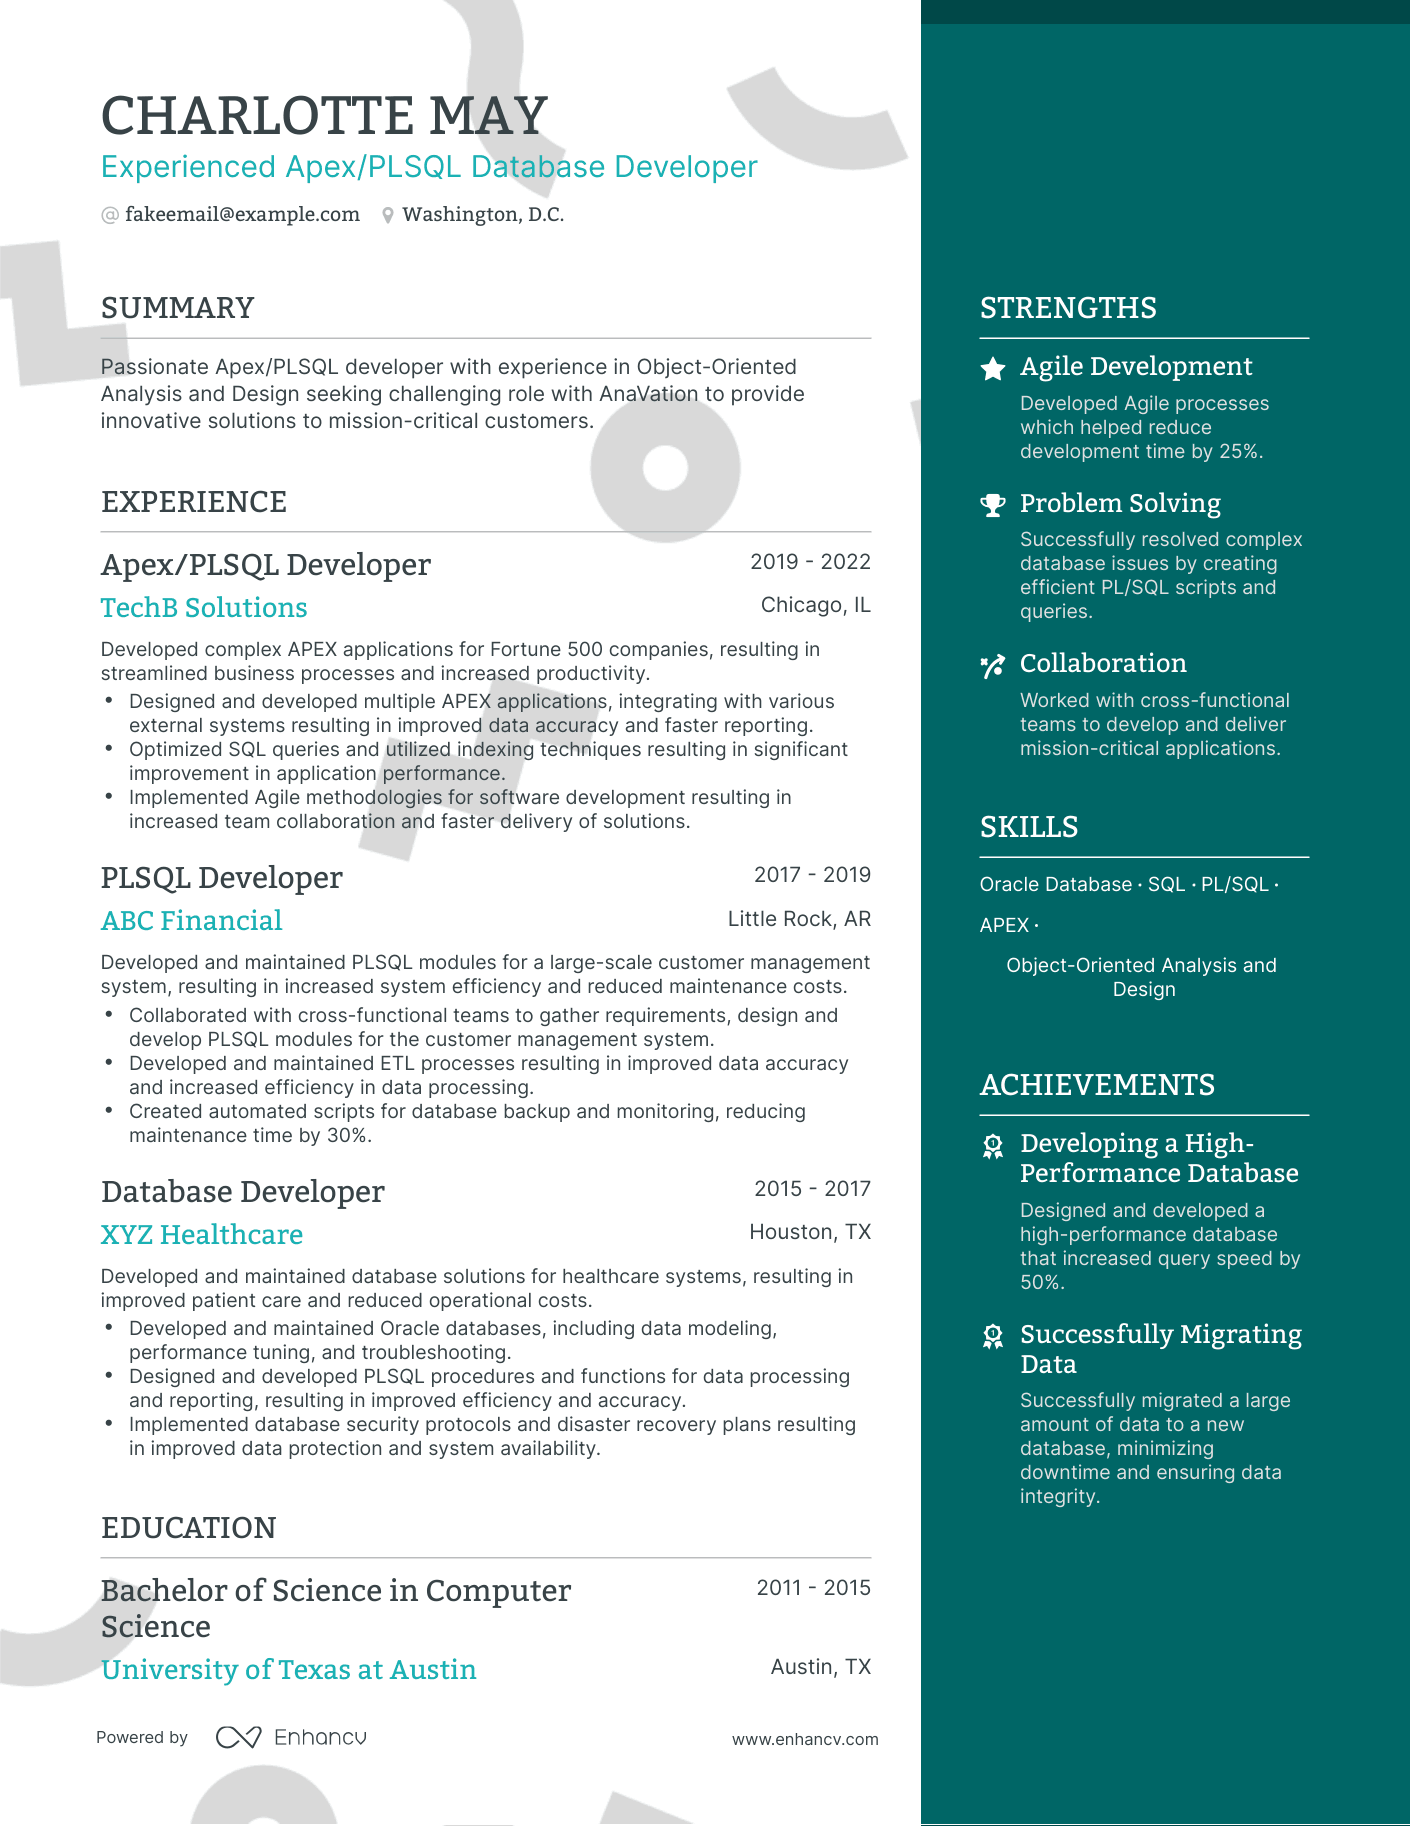 CHARLOTTE MAY
Experienced Apex/PLSQL Database Developer
@ fakeemail@example.com Washington, D.C.
SUMMARY
Passionate Apex/PLSQL developer with experience in Object-Oriented
Analysis and Design seeking challenging role with AnaVation to provide
innovative solutions to mission-critical customers.
EXPERIENCE
Apex/PLSQL Developer 2019 - 2022
TechB Solutions Chicago, IL
Developed complex APEX applications for Fortune 500 companies, resulting in
streamlined business processes and increased productivity.
• Designed and developed multiple APEX applications, integrating with various
external systems resulting in improved data accuracy and faster reporting.
• Optimized SQL queries and utilized indexing techniques resulting in significant
improvement in application performance.
• Implemented Agile methodologies for software development resulting in
increased team collaboration and faster delivery of solutions.
PLSQL Developer 2017 - 2019
ABC Financial Little Rock, AR
Developed and maintained PLSQL modules for a large-scale customer management
system, resulting in increased system efficiency and reduced maintenance costs.
• Collaborated with cross-functional teams to gather requirements, design and
develop PLSQL modules for the customer management system.
• Developed and maintained ETL processes resulting in improved data accuracy
and increased efficiency in data processing.
• Created automated scripts for database backup and monitoring, reducing
maintenance time by 30%.
Database Developer 2015 - 2017
XYZ Healthcare Houston, TX
Developed and maintained database solutions for healthcare systems, resulting in
improved patient care and reduced operational costs.
• Developed and maintained Oracle databases, including data modeling,
performance tuning, and troubleshooting.
• Designed and developed PLSQL procedures and functions for data processing
and reporting, resulting in improved efficiency and accuracy.
• Implemented database security protocols and disaster recovery plans resulting
in improved data protection and system availability.
EDUCATION
Bachelor of Science in Computer 2011 - 2015
Science
University of Texas at Austin Austin, TX
Powered by Enhancv www.enhancv.com
STRENGTHS
Agile Development
Developed Agile processes
which helped reduce
development time by 25%.
Problem Solving
Successfully resolved complex
database issues by creating
efficient PL/SQL scripts and
queries.
Collaboration
Worked with cross-functional
teams to develop and deliver
mission-critical applications.
SKILLS
Oracle Database · SQL · PL/SQL ·
APEX ·
Object-Oriented Analysis and
Design
ACHIEVEMENTS
Developing a High-
Performance Database
Designed and developed a
high-performance database
that increased query speed by
50%.
Successfully Migrating
Data
Successfully migrated a large
amount of data to a new
database, minimizing
downtime and ensuring data
integrity.